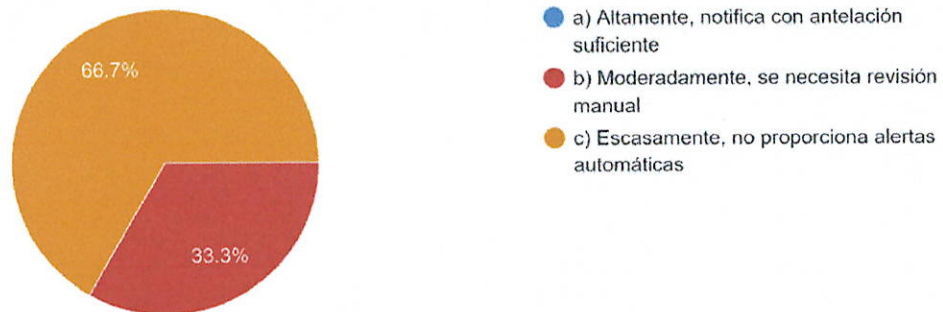 66.7%
33.3%
a) Altamente, notifica con antelación
suficiente
b) Moderadamente, se necesita revisión
manual
c) Escasamente, no proporciona alertas
automáticas